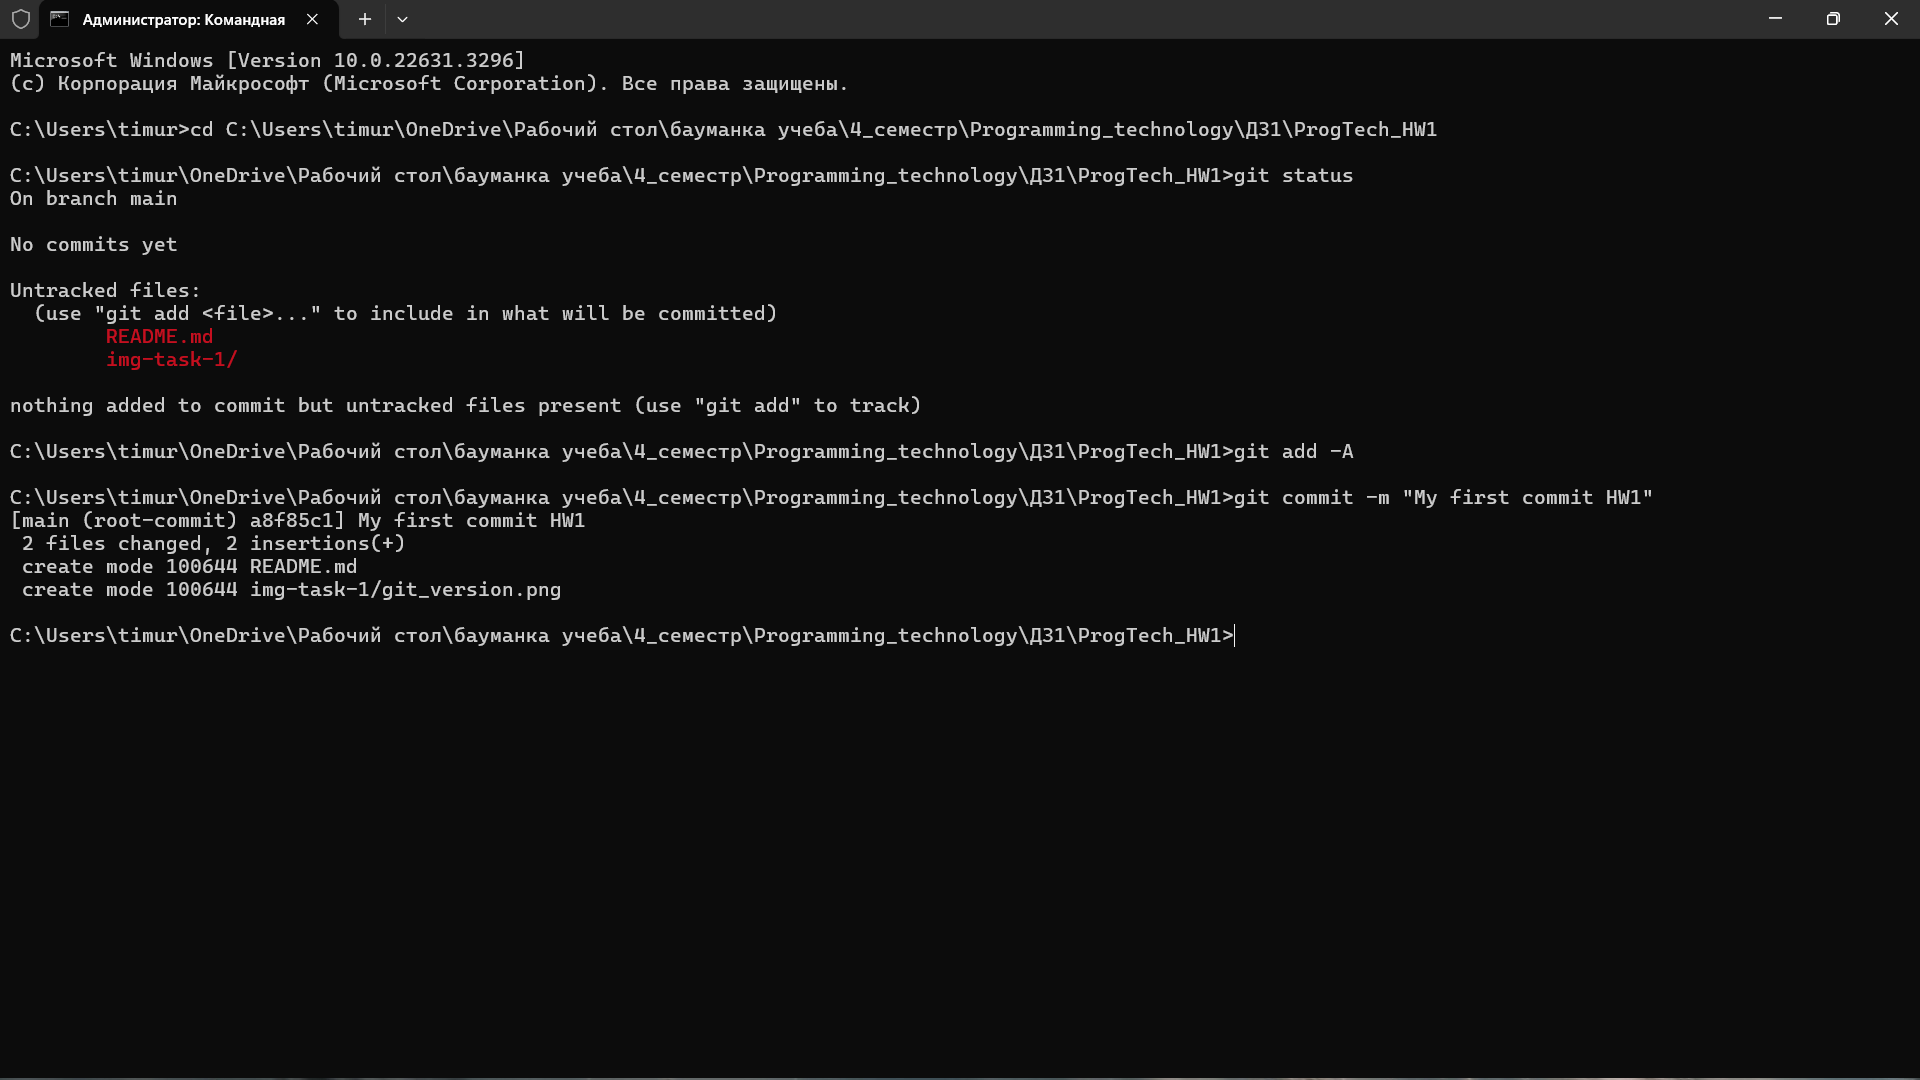 Администратор: Командная
Microsoft Windows [Version 10.0.22631.3296]
(c) Корпорация Майкрософт (Microsoft Corporation). Все права защищены.
C:\Users\timur>cd C:\Users\timur\OneDrive\Рабочий стол\бауманка учеба\4_семестр\Programming_technology\ДЗ1\ProgTech_HW1
C:\Users\timur\OneDrive\Рабочий стол\бауманка учеба\4_семестр\Programming_technology\ДЗ1\ProgTech_HW1>git status
On branch main
No commits yet
Untracked files:
  (use "git add <file>..." to include in what will be committed)
        README.md
        img-task-1/
nothing added to commit but untracked files present (use "git add" to track)
C:\Users\timur\OneDrive\Рабочий стол\бауманка учеба\4_семестр\Programming_technology\ДЗ1\ProgTech_HW1>git add -A
C:\Users\timur\OneDrive\Рабочий стол\бауманка учеба\4_семестр\Programming_technology\ДЗ1\ProgTech_HW1>git commit -m "My first commit HW1"
[main (root-commit) a8f85c1] My first commit HW1
 2 files changed, 2 insertions(+)
 create mode 100644 README.md
 create mode 100644 img-task-1/git_version.png
C:\Users\timur\OneDrive\Рабочий стол\бауманка учеба\4_семестр\Programming_technology\ДЗ1\ProgTech_HW1>